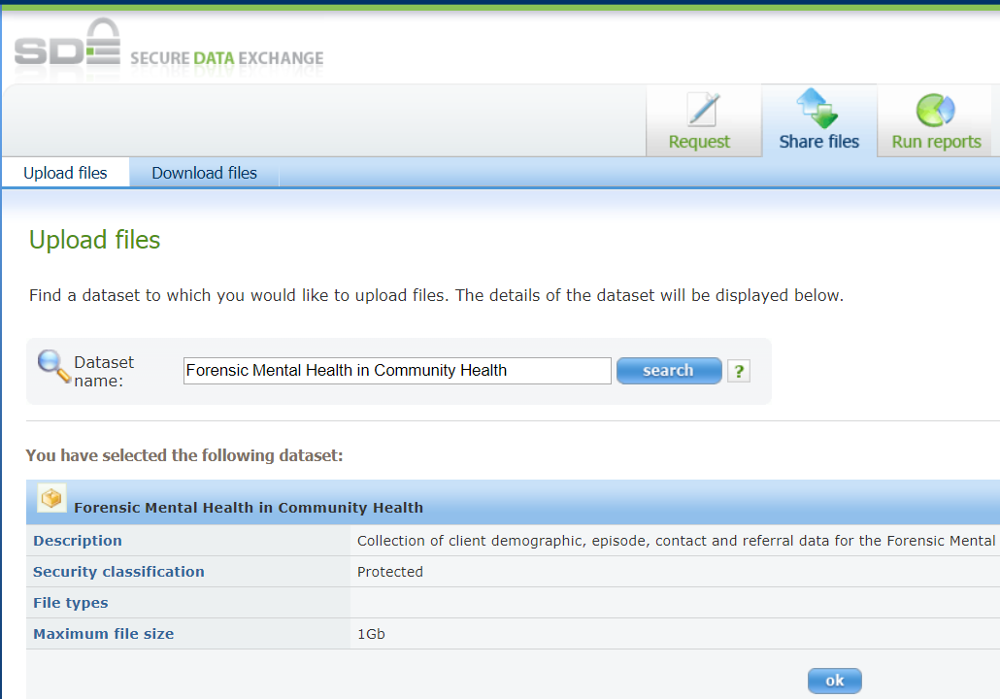 SDE SECURE DATA EXCHANGE
Request
Share files
Run reports
Upload files
Download files
Upload files
Find a dataset to which you would like to upload files. The details of the dataset will be displayed below.
Dataset
name:
Forensic Mental Health in Community Health
search
?
You have selected the following dataset:
Forensic Mental Health in Community Health
Description
Collection of client demographic, episode, contact and referral data for the Forensic Mental
Security classification
Protected
File types
Maximum file size
1Gb
ok